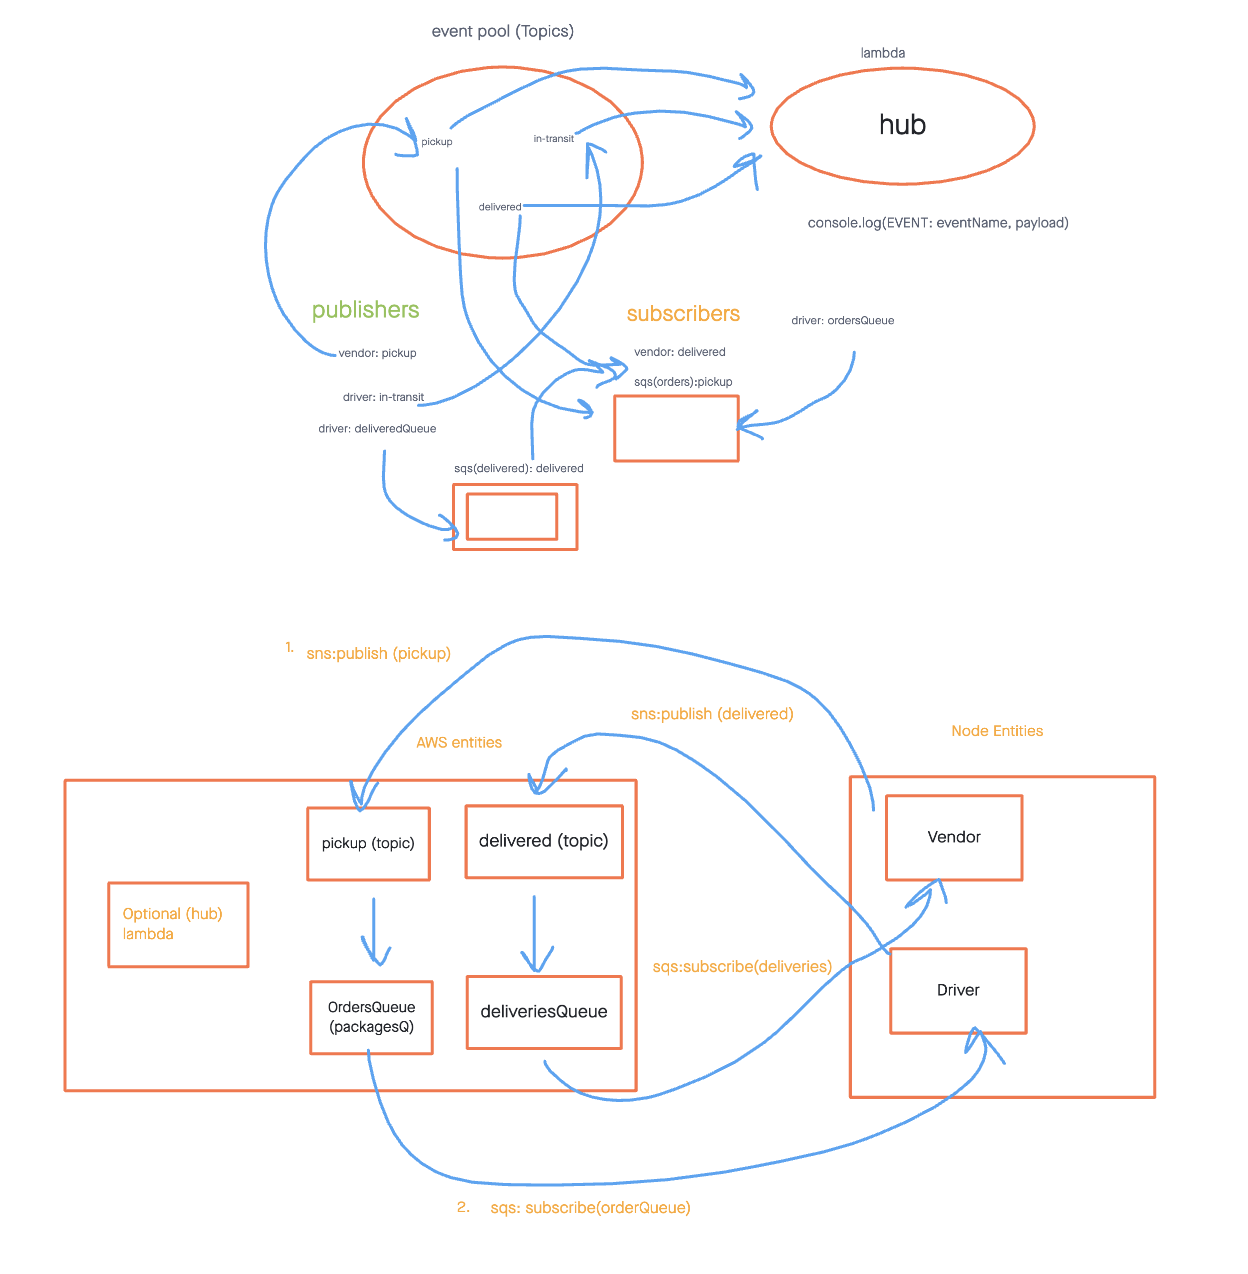 event pool (Topics)
lambda
hub
pickup
in-transit
delivered
console.log(EVENT: eventName, payload)
publishers
subscribers
driver: ordersQueue
vendor: pickup
vendor: delivered
sqs(orders):pickup
driver: in-transit
driver: deliveredQueue
sqs(delivered): delivered
1. sns:publish (pickup)
sns:publish (delivered)
AWS entities
Node Entities
pickup (topic)
delivered (topic)
Vendor
Optional (hub)
lambda
sqs:subscribe(deliveries)
Driver
OrdersQueue
(packagesQ)
deliveriesQueue
2. sqs: subscribe(orderQueue)